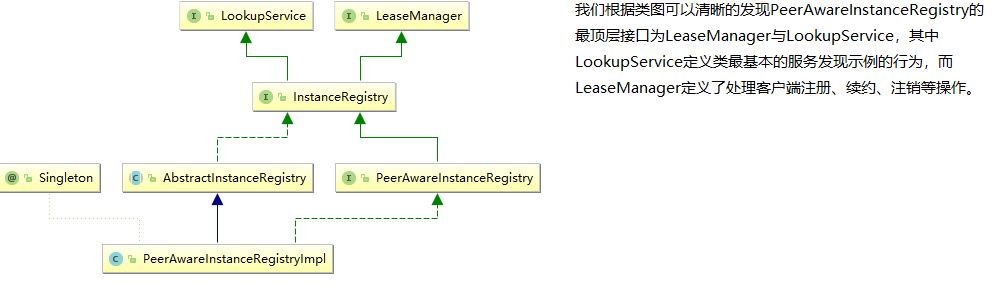 LookupService
LeaseManager
InstanceRegistry
Singleton
AbstractInstanceRegistry
PeerAwareInstanceRegistry
PeerAwareInstanceRegistryImpl
我们根据类图可以清晰的发现PeerAwareInstanceRegistry的
最顶层接口为LeaseManager与LookupService，其中
LookupService定义类最基本的服务发现示例的行为，而
LeaseManager定义了处理客户端注册、续约、注销等操作。